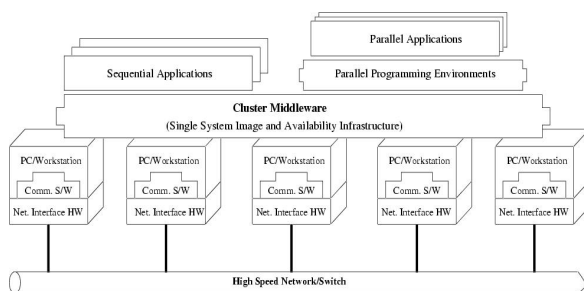 Parallel Applications
Sequential Applications
Parallel Programming Environments
Cluster Middleware
(Single System Image and Availability Infrastructure)
PC/Workstation
PC/Workstation
PC/Workstation
PC/Workstation
PC/Workstation
Comm. S/W
Comm. S/W
Comm. S/W
Comm. S/W
Comm. S/W
Net. Interface HW
Net. Interface HW
Net. Interface HW
Net. Interface HW
Net. Interface HW
High Speed Network/Switch